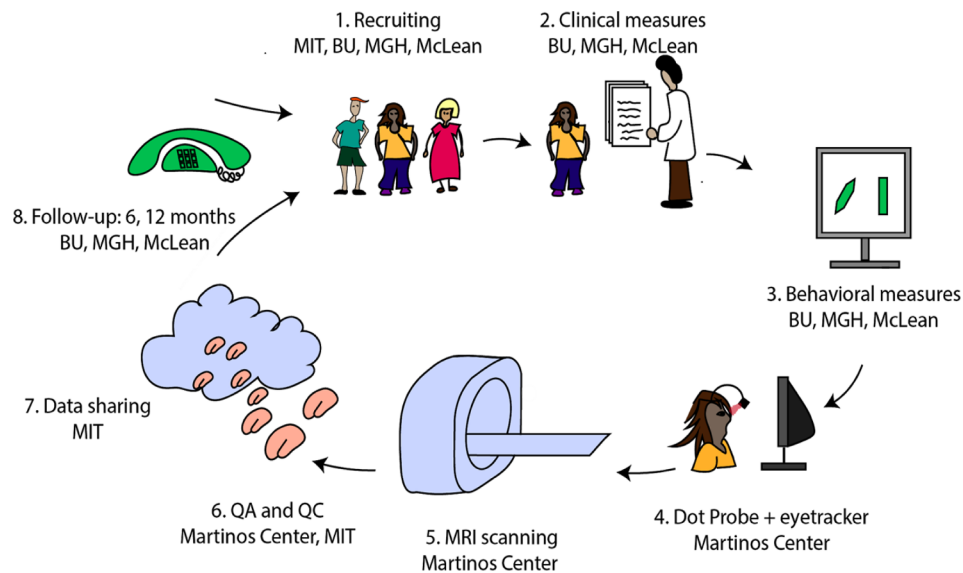 1. Recruiting
MIT, BU, MGH, McLean
2. Clinical measures
BU, MGH, McLean
3. Behavioral measures
BU, MGH, McLean
4. Dot Probe + eyetracker
Martinos Center
5. MRI scanning
Martinos Center
6. QA and QC
Martinos Center, MIT
7. Data sharing
MIT
8. Follow-up: 6, 12 months
BU, MGH, McLean